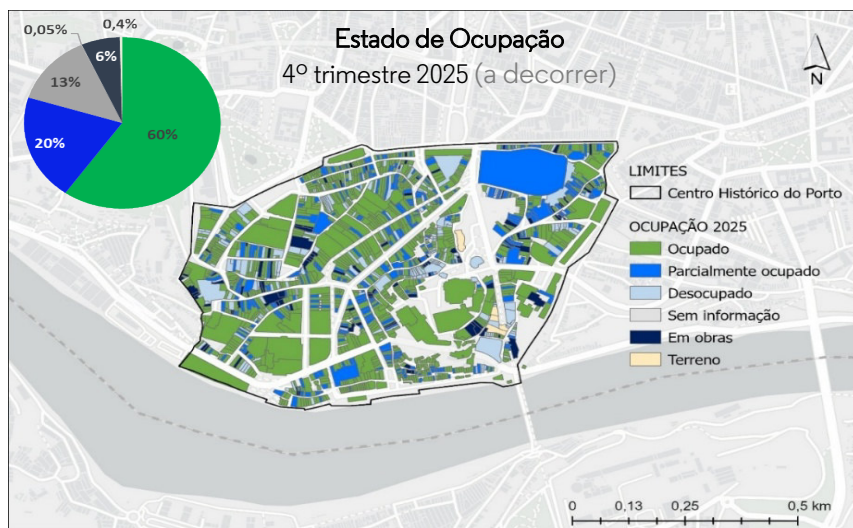 Estado de Ocupação
4º trimestre 2025 (a decorrer)
0,05%
0,4%
6%
13%
20%
60%
N
LIMITES
Centro Histórico do Porto
OCUPAÇÃO 2025
Ocupado
Parcialmente ocupado
Desocupado
Sem informação
Em obras
Terreno
0 0,13 0,25 0,5 km